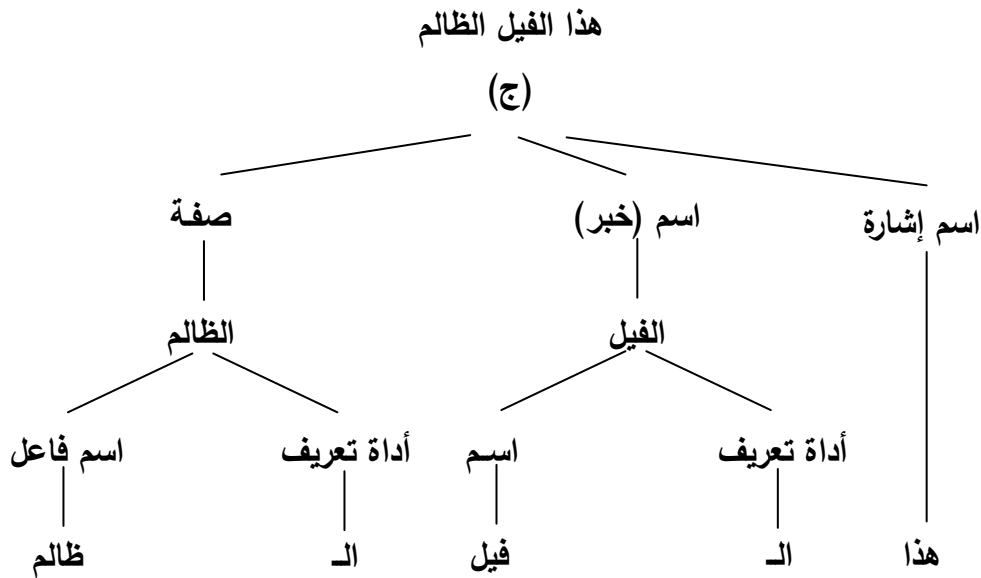 هذا الفيل الظالم
(ج)
اسم إشارة اسم (خبر) صفة
الفيل الظالم
أداة تعريف اسم أداة تعريف اسم فاعل
هذا الـ فيل الـ ظالم